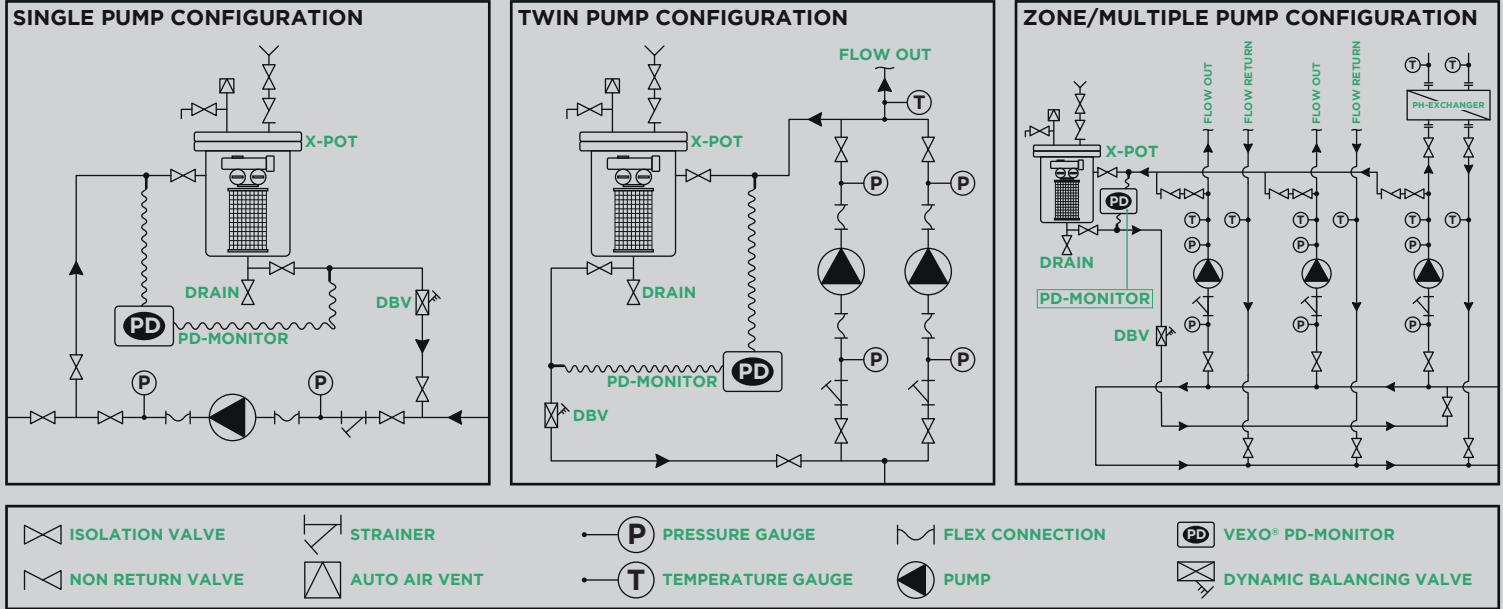 SINGLE PUMP CONFIGURATION
X-POT
DRAIN
DBV
PD
PD-MONITOR
P
P
TWIN PUMP CONFIGURATION
FLOW OUT
T
X-POT
P
P
DRAIN
PD
PD-MONITOR
P
P
DBV
ZONE/MULTIPLE PUMP CONFIGURATION
FLOW OUT
FLOW RETURN
FLOW OUT
FLOW RETURN
T
T
PH-EXCHANGER
X-POT
PD
T
T
T
T
T
T
P
P
P
DRAIN
PD-MONITOR
P
P
P
DBV
ISOLATION VALVE
STRAINER
P PRESSURE GAUGE
FLEX CONNECTION
PD VEXO® PD-MONITOR
NON RETURN VALVE
AUTO AIR VENT
T TEMPERATURE GAUGE
PUMP
DYNAMIC BALANCING VALVE